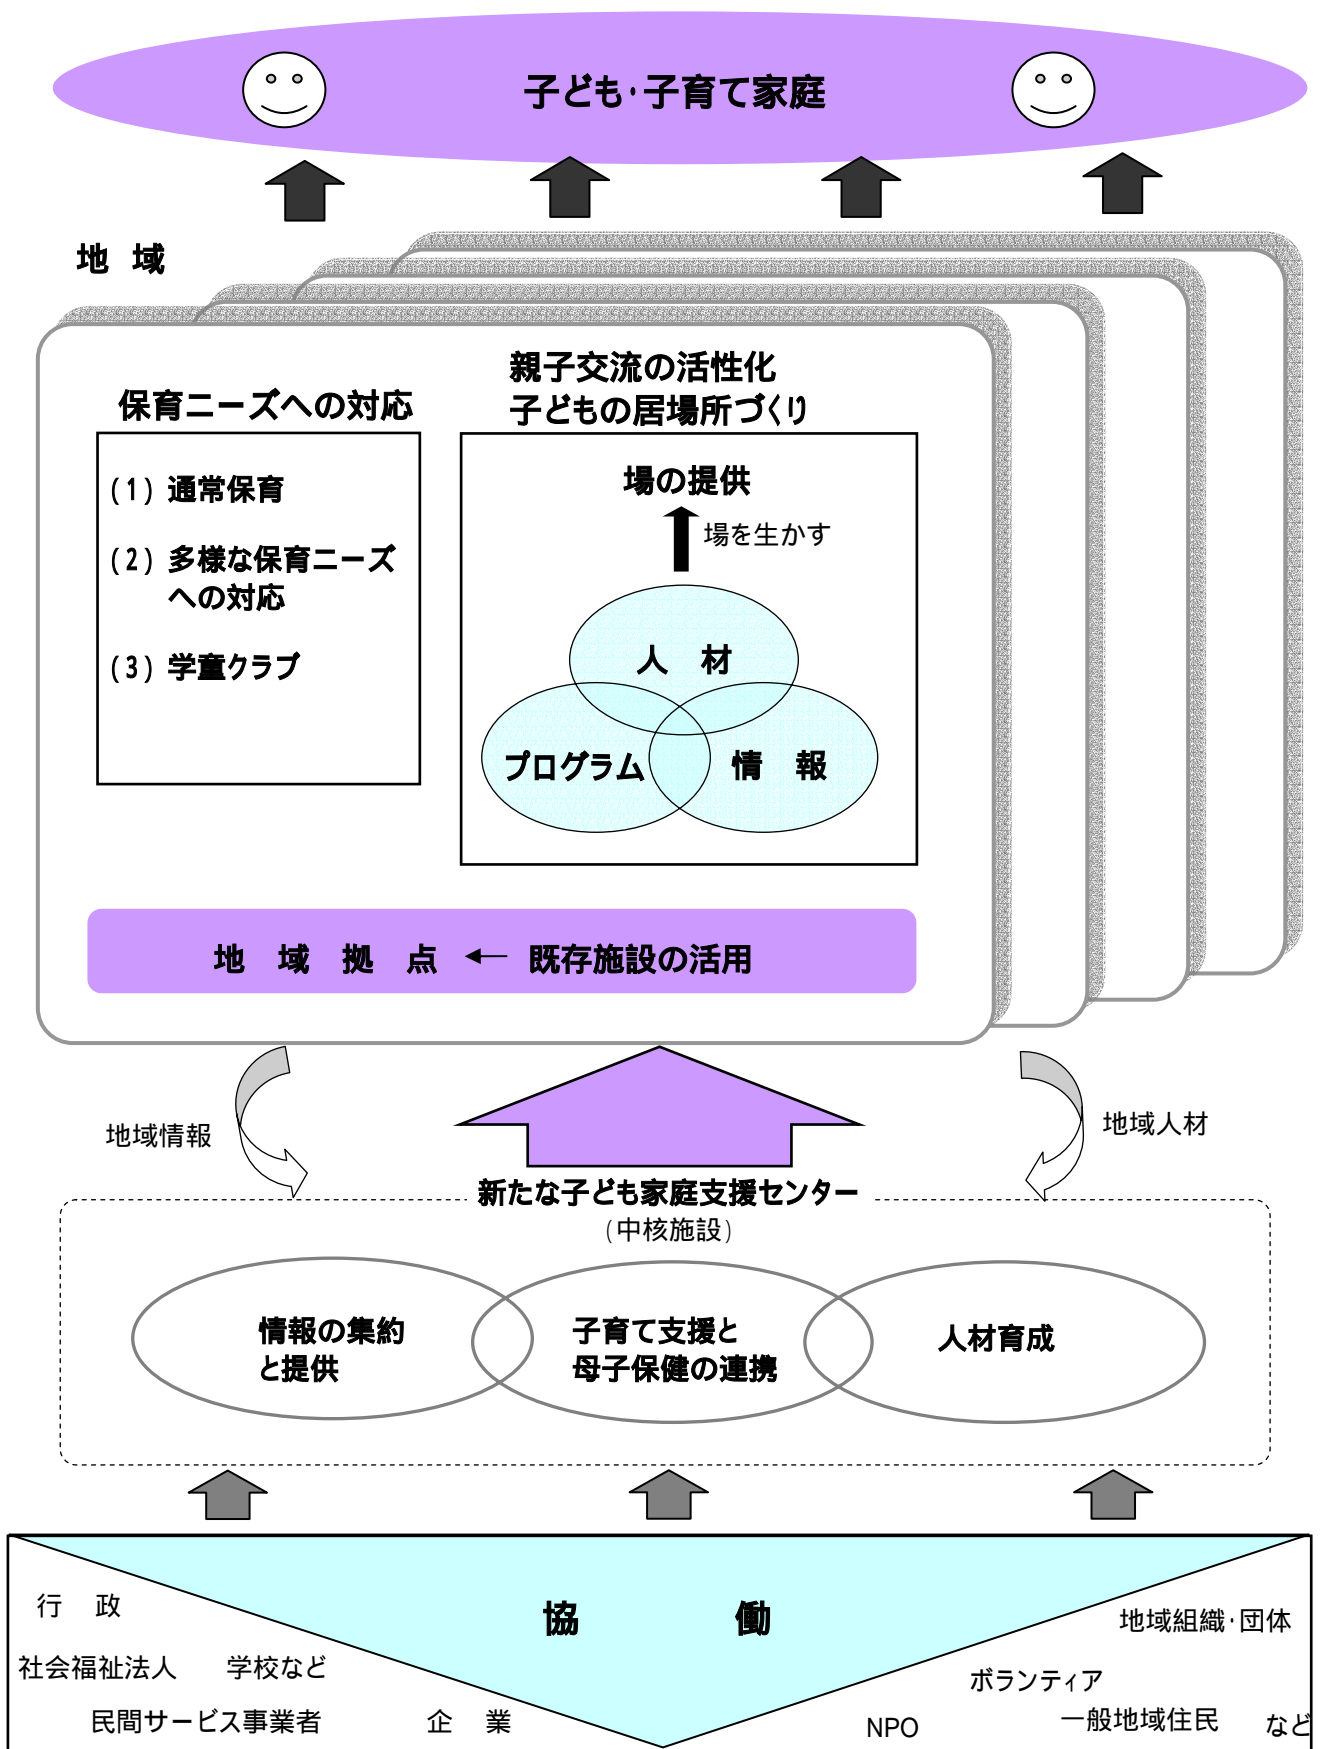 子ども・子育て家庭
地 域
親子交流の活性化
子どもの居場所づくり
保育ニーズへの対応
(1) 通常保育
(2) 多様な保育ニーズ
への対応
(3) 学童クラブ
場の提供
場を生かす
人 材
プログラム
情 報
地 域 拠 点 ← 既存施設の活用
地域情報
地域人材
新たな子ども家庭支援センター
(中核施設)
情報の集約
と提供
子育て支援と
母子保健の連携
人材育成
協 働
行 政
社会福祉法人 学校など
民間サービス事業者 企 業
地域組織・団体
ボランティア
NPO 一般地域住民 など